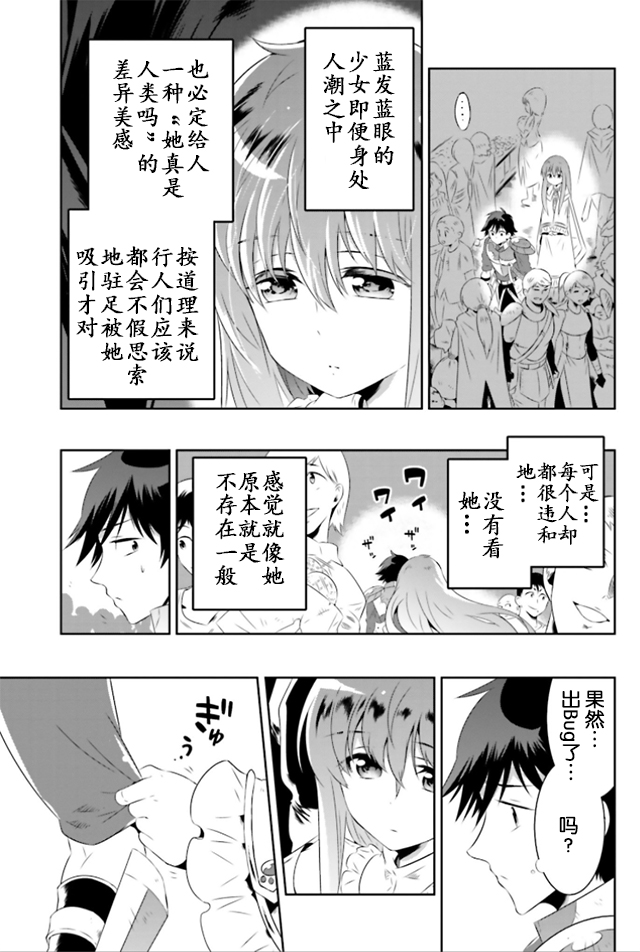 …
蓝发蓝眼的
少女即便身处
人潮之中
也必定给人
一种“她真是
人类吗”的
差异美感
按道理来说
行人们应该
都会不假思索
地驻足被她
吸引才对
可是…
每个人却
都很违和
地…
没有看
她…
ワイ
ワイ
感觉就像她
原本就是
不存在一般
果然…
出Bug了…
吗？
ぎゅう